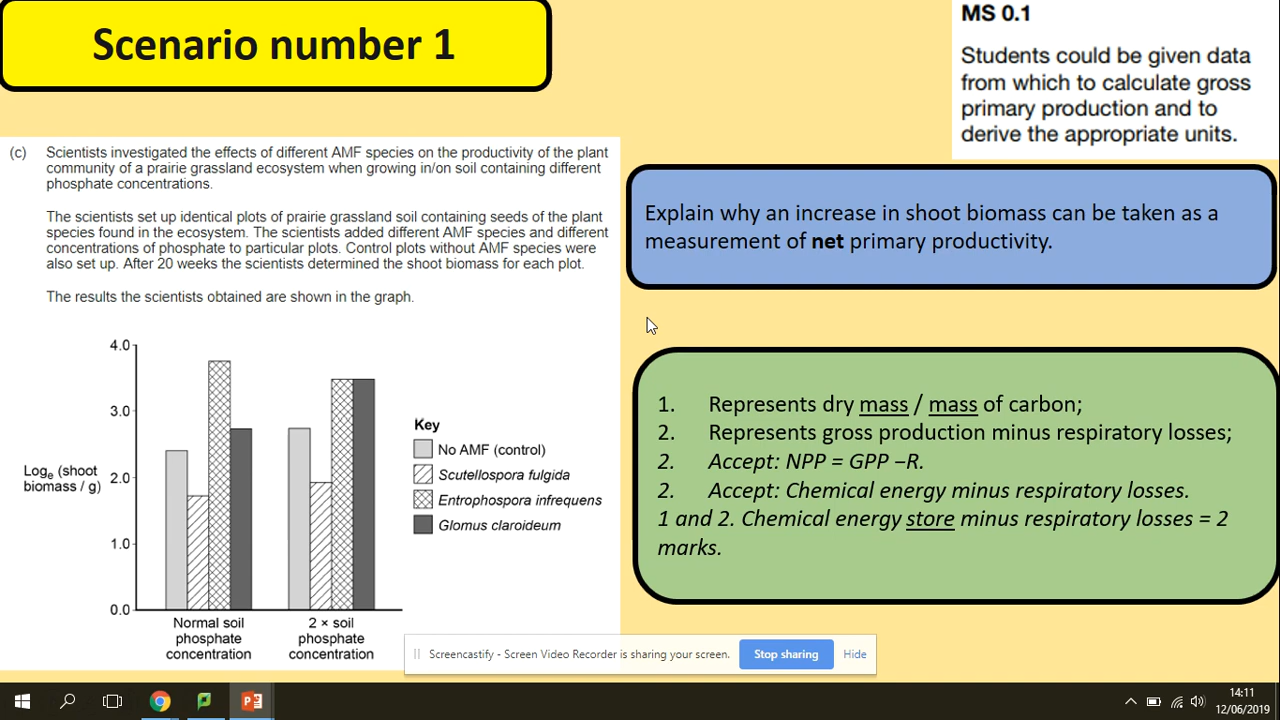 Scenario number 1
MS 0.1
Students could be given data
from which to calculate gross
primary production and to
derive the appropriate units.
(c) Scientists investigated the effects of different AMF species on the productivity of the plant
community of a prairie grassland ecosystem when growing in/on soil containing different
phosphate concentrations.
The scientists set up identical plots of prairie grassland soil containing seeds of the plant
species found in the ecosystem. The scientists added different AMF species and different
concentrations of phosphate to particular plots. Control plots without AMF species were
also set up. After 20 weeks the scientists determined the shoot biomass for each plot.
The results the scientists obtained are shown in the graph.
Explain why an increase in shoot biomass can be taken as a
measurement of net primary productivity.
1. Represents dry mass / mass of carbon;
2. Represents gross production minus respiratory losses;
2. Accept: NPP = GPP –R.
2. Accept: Chemical energy minus respiratory losses.
1 and 2. Chemical energy store minus respiratory losses = 2
marks.
4.0
3.0
2.0
1.0
0.0
Loge (shoot
biomass / g)
Key
No AMF (control)
Scutellospora fulgida
Entrophospora infrequens
Glomus claroideum
Normal soil
phosphate
concentration
2 × soil
phosphate
concentration
Screencastify - Screen Video Recorder is sharing your screen.
Stop sharing
Hide
14:11
12/06/2019